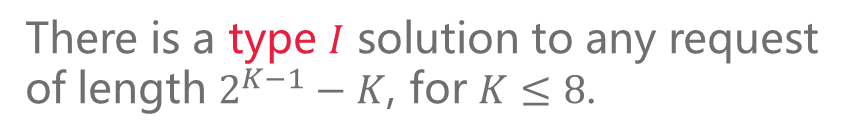 There is a type I solution to any request
of length 2^{K−1} − K, for K ≤ 8.